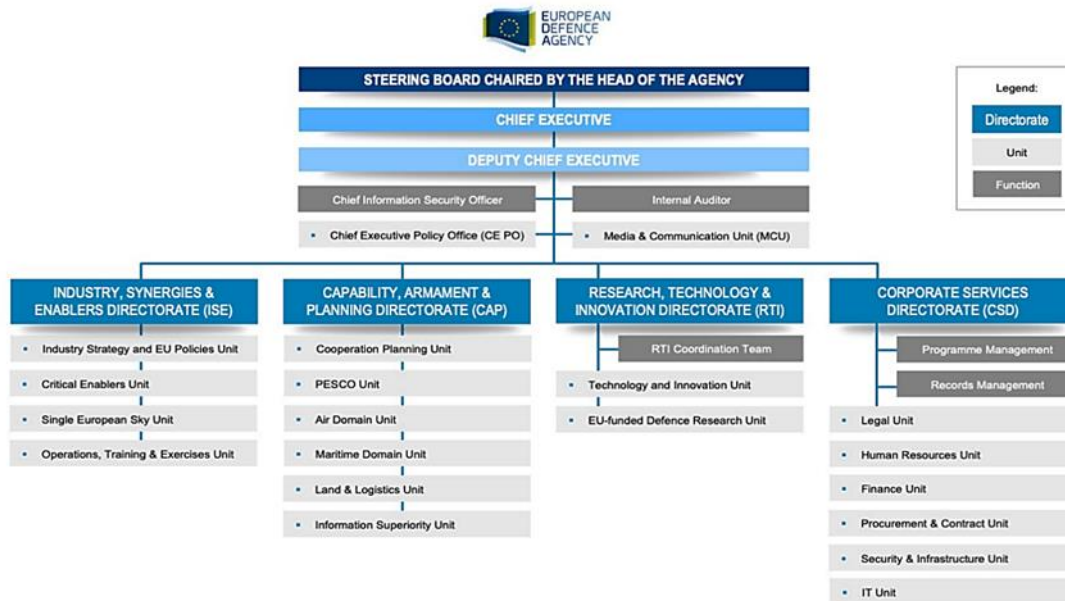 EUROPEAN
DEFENCE
AGENCY
STEERING BOARD CHAIRED BY THE HEAD OF THE AGENCY
CHIEF EXECUTIVE
DEPUTY CHIEF EXECUTIVE
Chief Information Security Officer
Internal Auditor
Chief Executive Policy Office (CE PO)
Media & Communication Unit (MCU)
Legend:
Directorate
Unit
Function
INDUSTRY, SYNERGIES &
ENABLERS DIRECTORATE (ISE)
Industry Strategy and EU Policies Unit
Critical Enablers Unit
Single European Sky Unit
Operations, Training & Exercises Unit
CAPABILITY, ARMAMENT &
PLANNING DIRECTORATE (CAP)
Cooperation Planning Unit
PESCO Unit
Air Domain Unit
Maritime Domain Unit
Land & Logistics Unit
Information Superiority Unit
RESEARCH, TECHNOLOGY &
INNOVATION DIRECTORATE (RTI)
RTI Coordination Team
Technology and Innovation Unit
EU-funded Defence Research Unit
CORPORATE SERVICES
DIRECTORATE (CSD)
Programme Management
Records Management
Legal Unit
Human Resources Unit
Finance Unit
Procurement & Contract Unit
Security & Infrastructure Unit
IT Unit